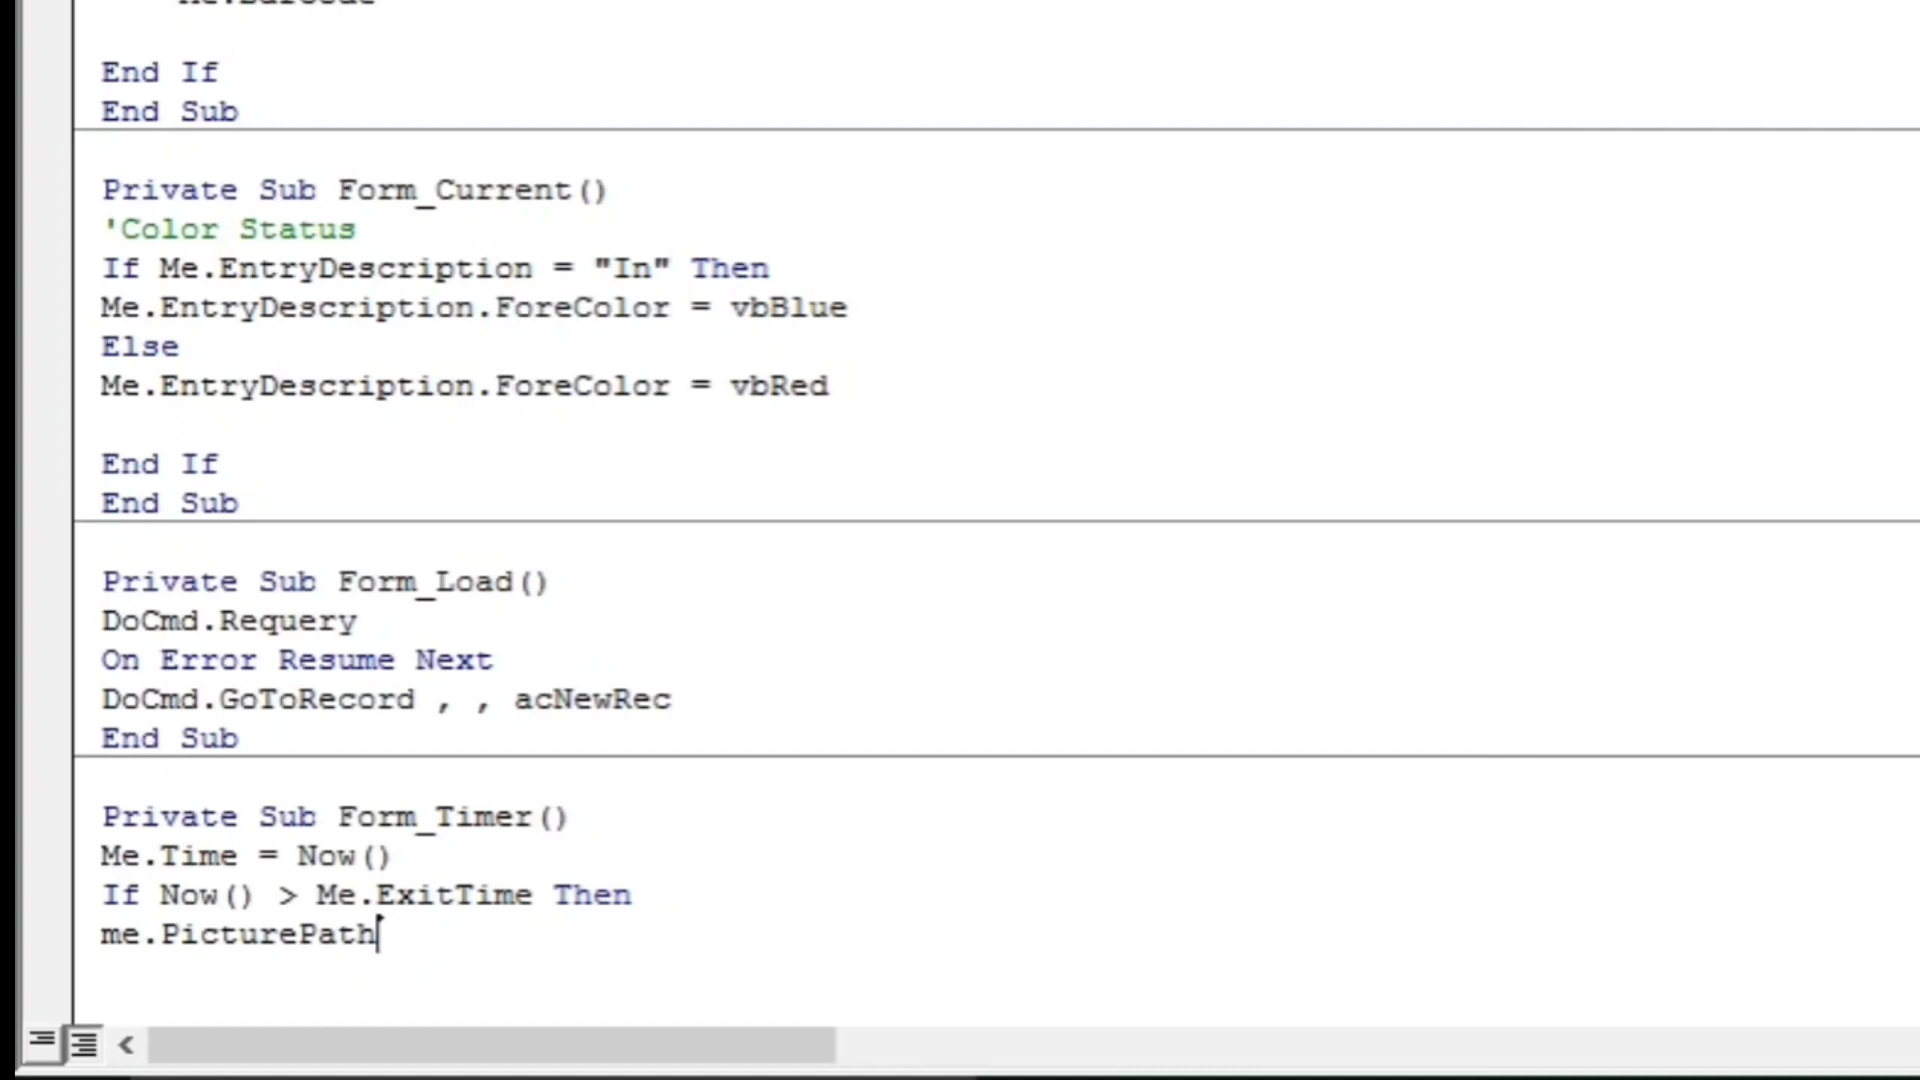 End If
End Sub
Private Sub Form_Current()
'Color Status
If Me.EntryDescription = "In" Then
Me.EntryDescription.ForeColor = vbBlue
Else
Me.EntryDescription.ForeColor = vbRed
End If
End Sub
Private Sub Form_Load()
DoCmd.Requery
On Error Resume Next
DoCmd.GoToRecord , , acNewRec
End Sub
Private Sub Form_Timer()
Me.Time = Now()
If Now() > Me.ExitTime Then
me.PicturePath